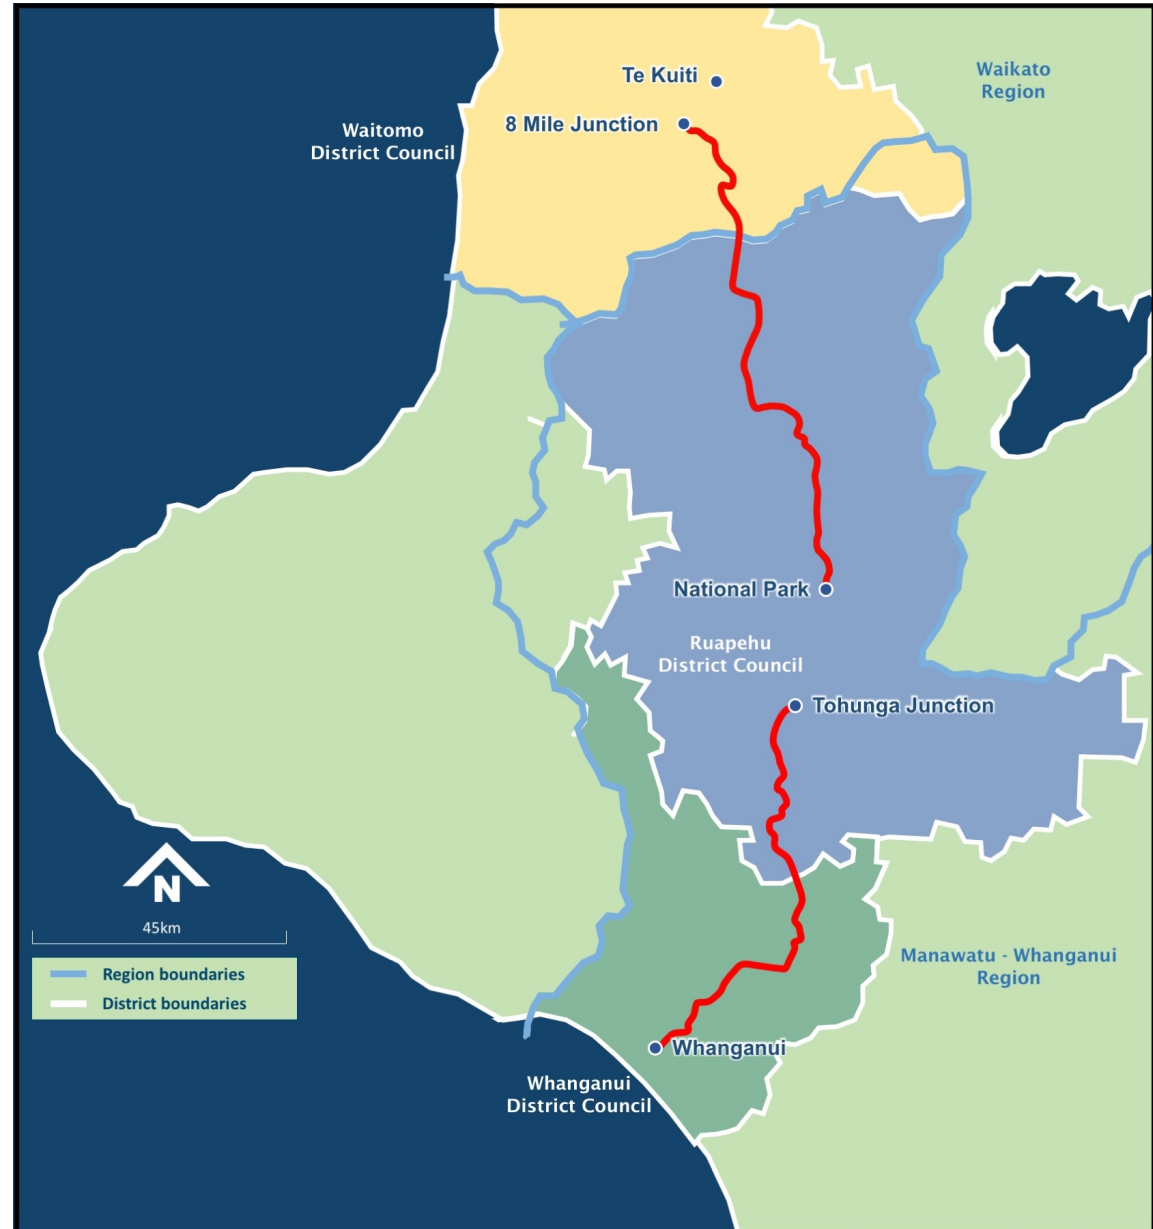 Te Kuiti
Waikato
Region
8 Mile Junction
Waitomo
District Council
National Park
Ruapehu
District Council
Tohunga Junction
N
45km
Manawatu - Whanganui
Region
Region boundaries
District boundaries
Whanganui
Whanganui
District Council